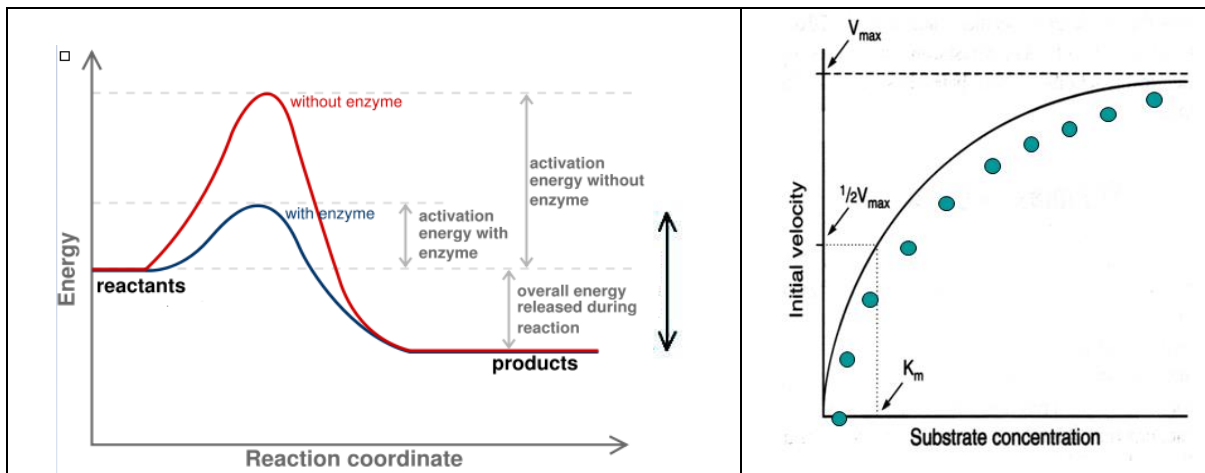 without enzyme
activation
energy without
enzyme
with enzyme
activation
energy with
enzyme
reactants
overall energy
released during
reaction
products
Energy
Reaction coordinate
Vmax
1/2Vmax
Initial velocity
Km
Substrate concentration